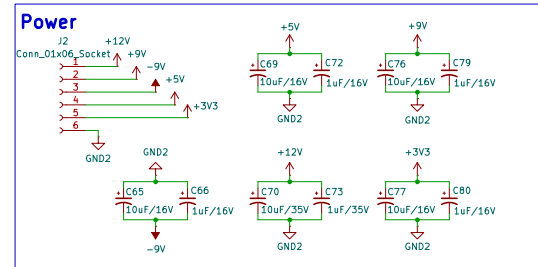 Power
J2
Conn_01x06_Socket
+12V
+9V
-9V
+5V
+3V3
1
2
3
4
5
6
GND2
+5V
C69
10uF/16V
C72
1uF/16V
GND2
+9V
C76
10uF/16V
C79
1uF/16V
GND2
GND2
C65
10uF/16V
C66
1uF/16V
-9V
+12V
C70
10uF/35V
C73
1uF/35V
GND2
+3V3
C77
10uF/16V
C80
1uF/16V
GND2